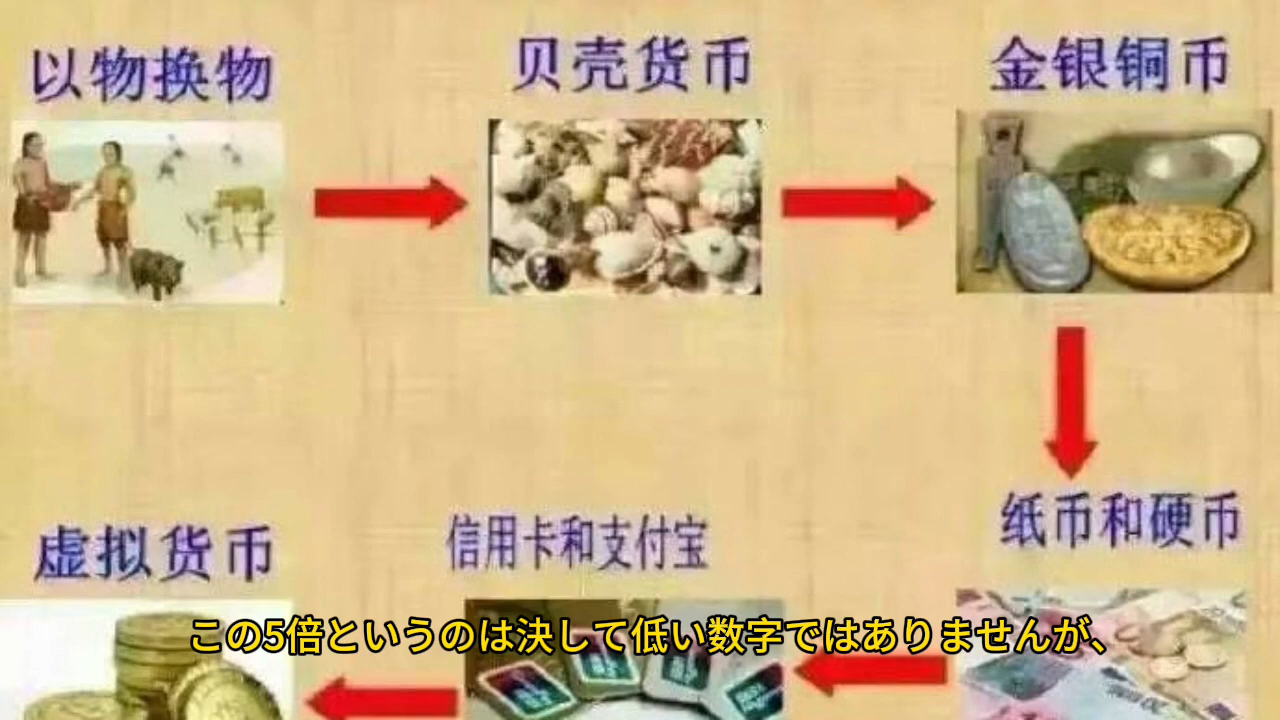 以物换物
贝壳货币
金银铜币
纸币和硬币
信用卡和支付宝
虚拟货币
この5倍というのは決して低い数字ではありませんが、